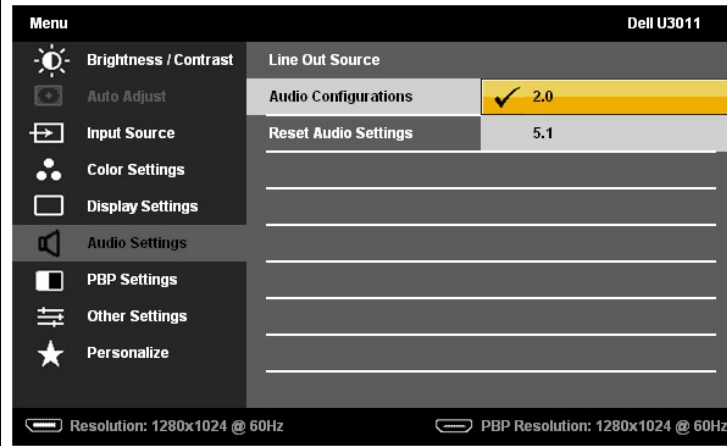 Menu Dell U3011
Brightness / Contrast Line Out Source
Auto Adjust Audio Configurations ✓ 2.0
Input Source Reset Audio Settings 5.1
Color Settings
Display Settings
Audio Settings
PBP Settings
Other Settings
Personalize
Resolution: 1280x1024 @ 60Hz PBP Resolution: 1280x1024 @ 60Hz